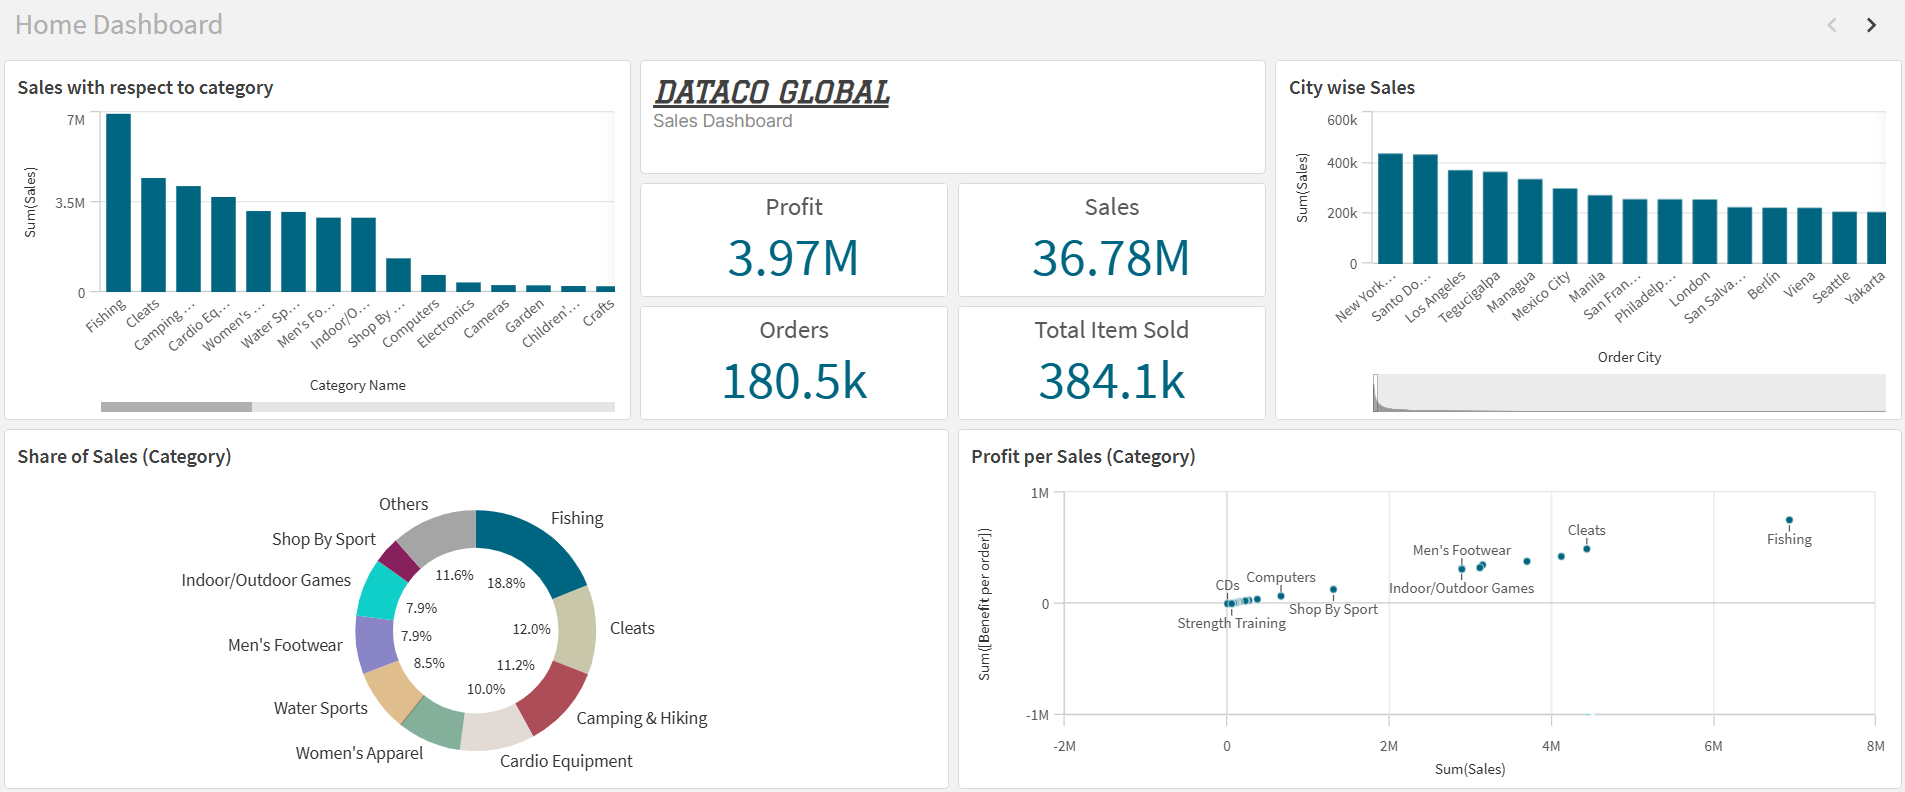 Home Dashboard
Sales with respect to category
7M
3.5M
0
Sum(Sales)
Fishing
Cleats
Camping ...
Cardio Eq...
Women's ...
Water Sp...
Men's Fo...
Indoor/O...
Shop By ...
Computers
Electronics
Cameras
Garden
Children'...
Crafts
Category Name
DATACO GLOBAL
Sales Dashboard
Profit
3.97M
Sales
36.78M
Orders
180.5k
Total Item Sold
384.1k
City wise Sales
600k
400k
200k
0
Sum(Sales)
New York...
Santo Do...
Los Angeles
Tegucigalpa
Managua
Mexico City
Manila
San Fran...
Philadelp...
London
San Salva...
Berlín
Viena
Seattle
Yakarta
Order City
Share of Sales (Category)
Others
Fishing
Shop By Sport
Indoor/Outdoor Games
Men's Footwear
Water Sports
Women's Apparel
Cardio Equipment
Camping & Hiking
Cleats
11.6%
18.8%
7.9%
12.0%
7.9%
8.5%
11.2%
10.0%
Profit per Sales (Category)
1M
0
-1M
Sum([Benefit per order])
Cleats
Fishing
Men's Footwear
Indoor/Outdoor Games
CDs
Computers
Shop By Sport
Strength Training
-2M
0
2M
4M
6M
8M
Sum(Sales)